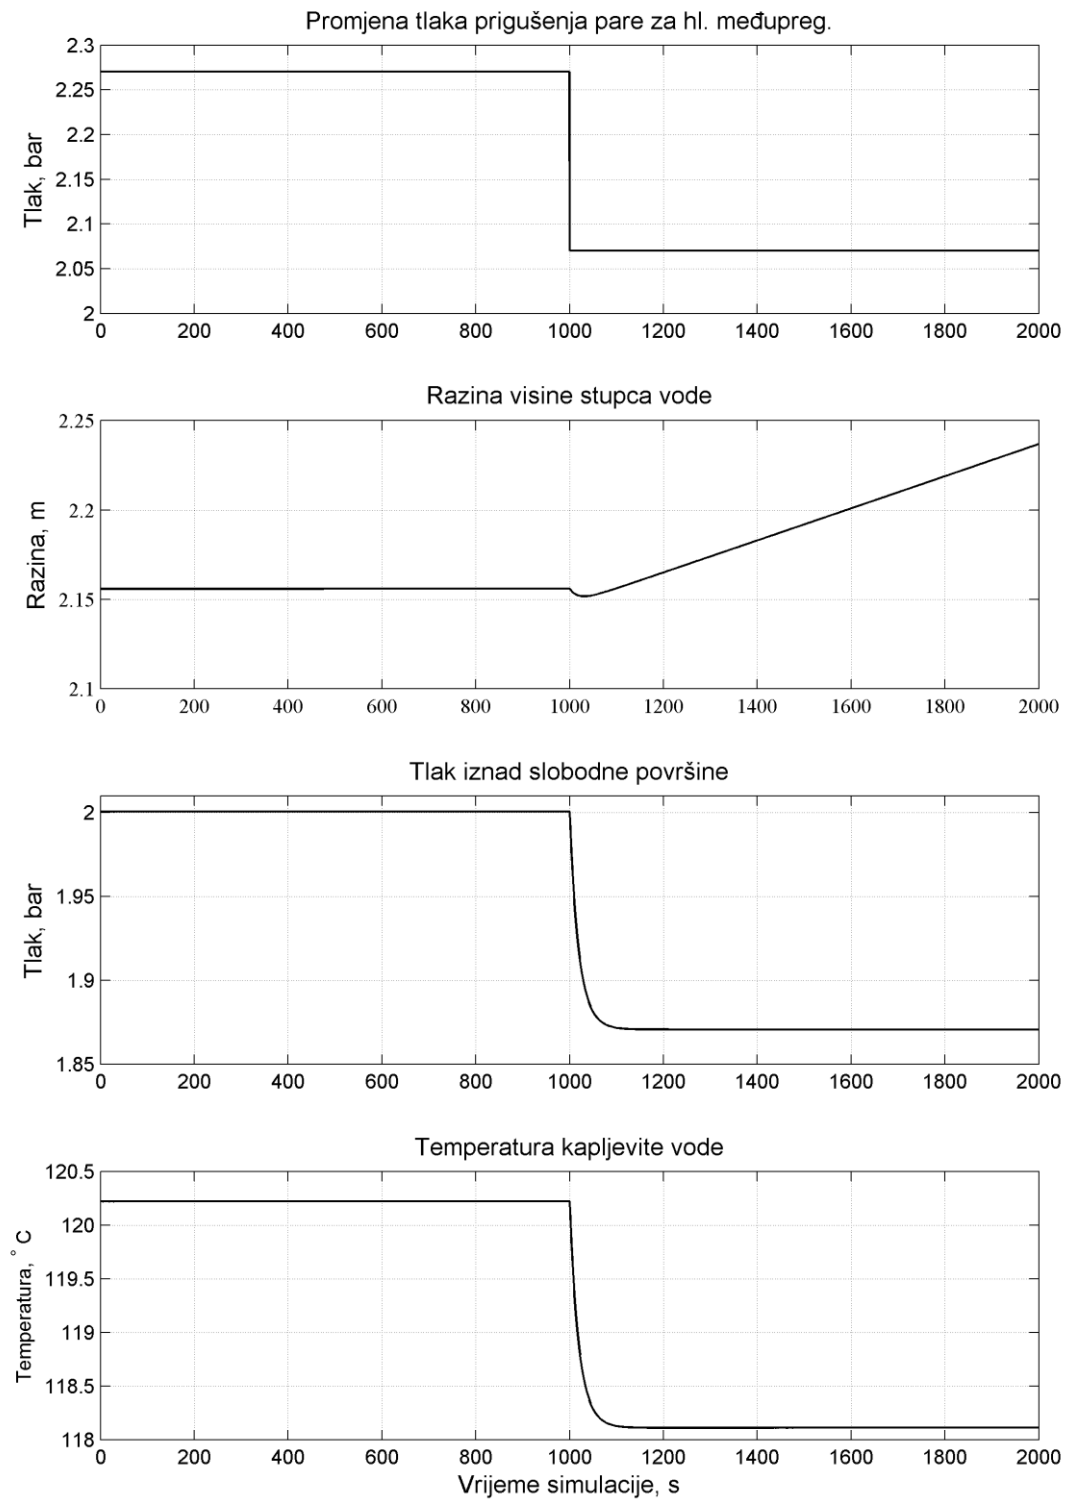 Promjena tlaka prigušenja pare za hl. međupreg.
2.3
2.25
2.2
2.15
2.1
2.05
2
Tlak, bar
0 200 400 600 800 1000 1200 1400 1600 1800 2000
Razina visine stupca vode
2.25
2.2
2.15
2.1
Razina, m
0 200 400 600 800 1000 1200 1400 1600 1800 2000
Tlak iznad slobodne površine
2
1.95
1.9
1.85
Tlak, bar
0 200 400 600 800 1000 1200 1400 1600 1800 2000
Temperatura kapljevite vode
120.5
120
119.5
119
118.5
118
Temperatura, ° C
0 200 400 600 800 1000 1200 1400 1600 1800 2000
Vrijeme simulacije, s